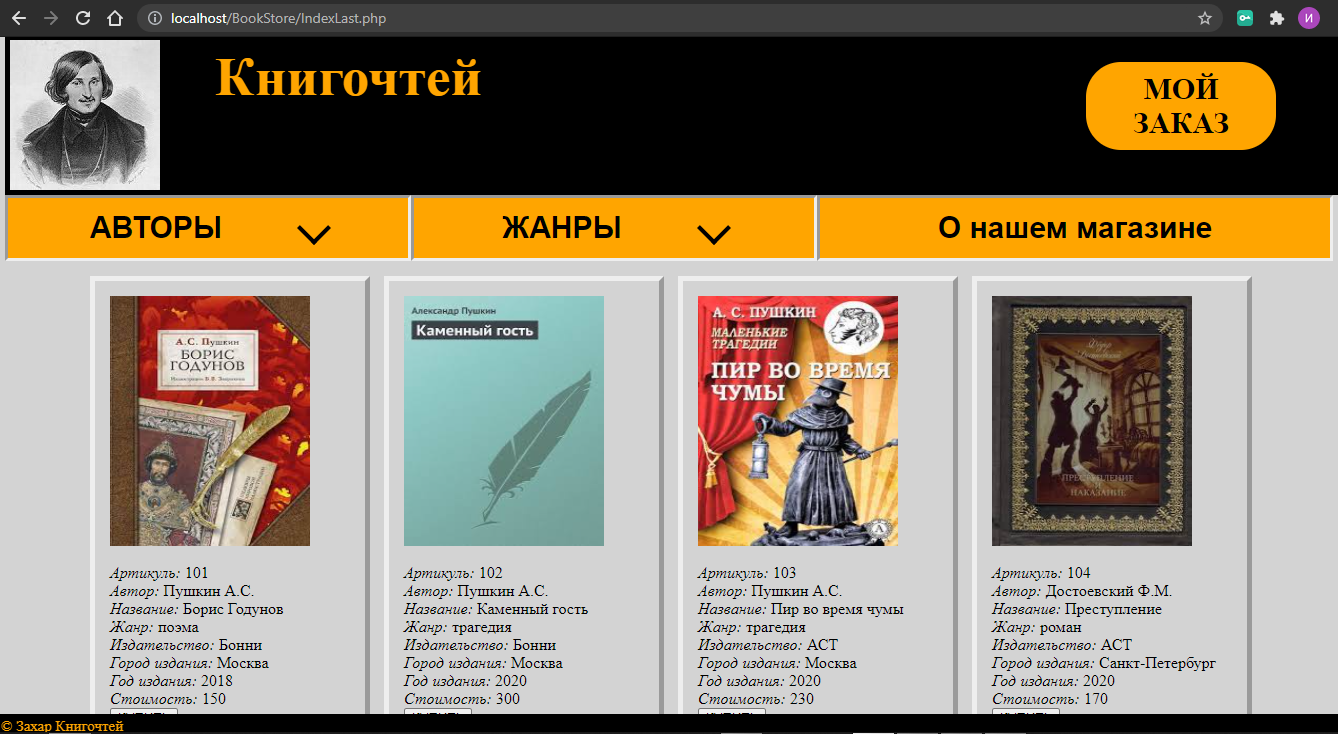 localhost/BookStore/IndexLast.php
И
Книгочтей
МОЙ
ЗАКАЗ
АВТОРЫ
ЖАНРЫ
О нашем магазине
А.С. Пушкин
БОРИС
ГОДУНОВ
Александр Пушкин
Каменный гость
А. С. ПУШКИН
МАЛЕНЬКИЕ
ТРАГЕДИИ
ПИР ВО ВРЕМЯ
ЧУМЫ
Фёдор
Достоевский
ПРЕСТУПЛЕНИЕ
И
НАКАЗАНИЕ
Артикуль: 101
Автор: Пушкин А.С.
Название: Борис Годунов
Жанр: поэма
Издательство: Бонни
Город издания: Москва
Год издания: 2018
Стоимость: 150
Артикуль: 102
Автор: Пушкин А.С.
Название: Каменный гость
Жанр: трагедия
Издательство: Бонни
Город издания: Москва
Год издания: 2020
Стоимость: 300
Артикуль: 103
Автор: Пушкин А.С.
Название: Пир во время чумы
Жанр: трагедия
Издательство: АСТ
Город издания: Москва
Год издания: 2020
Стоимость: 230
Артикуль: 104
Автор: Достоевский Ф.М.
Название: Преступление
Жанр: роман
Издательство: АСТ
Город издания: Санкт-Петербург
Год издания: 2020
Стоимость: 170
© Захар Книгочтей